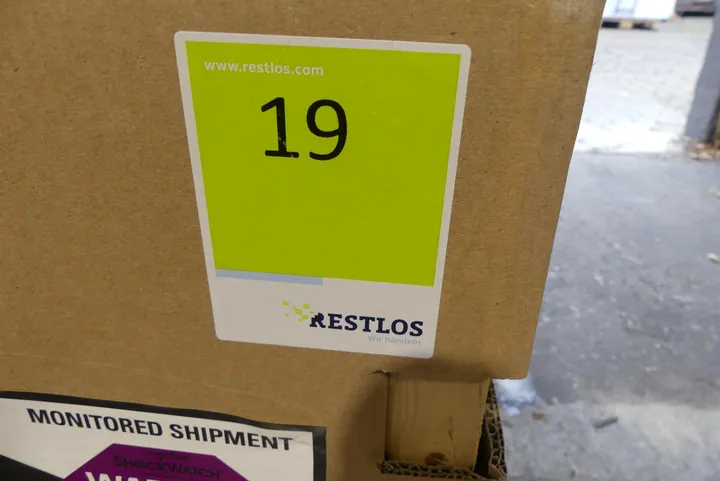 www.restlos.com
19
RESTLOS
Wir handeln.
MONITORED SHIPMENT
SHOCKWATCH